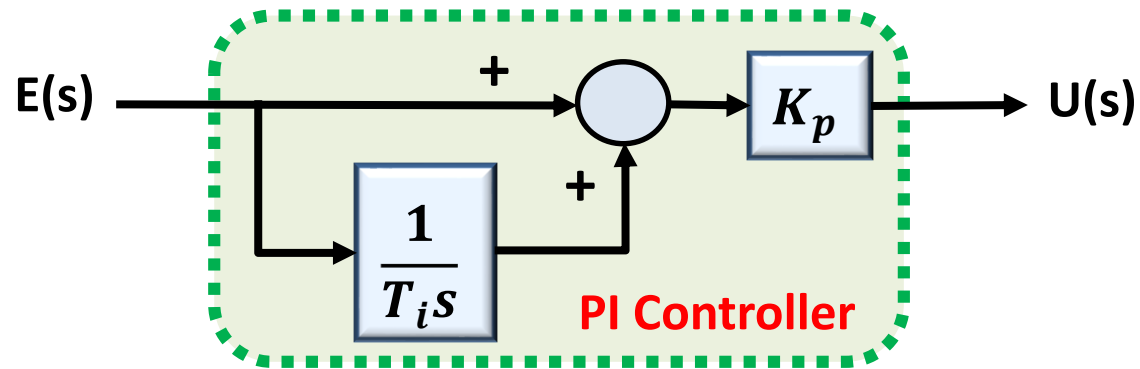 E(s)
+
K_p
U(s)
+
1
T_i s
PI Controller